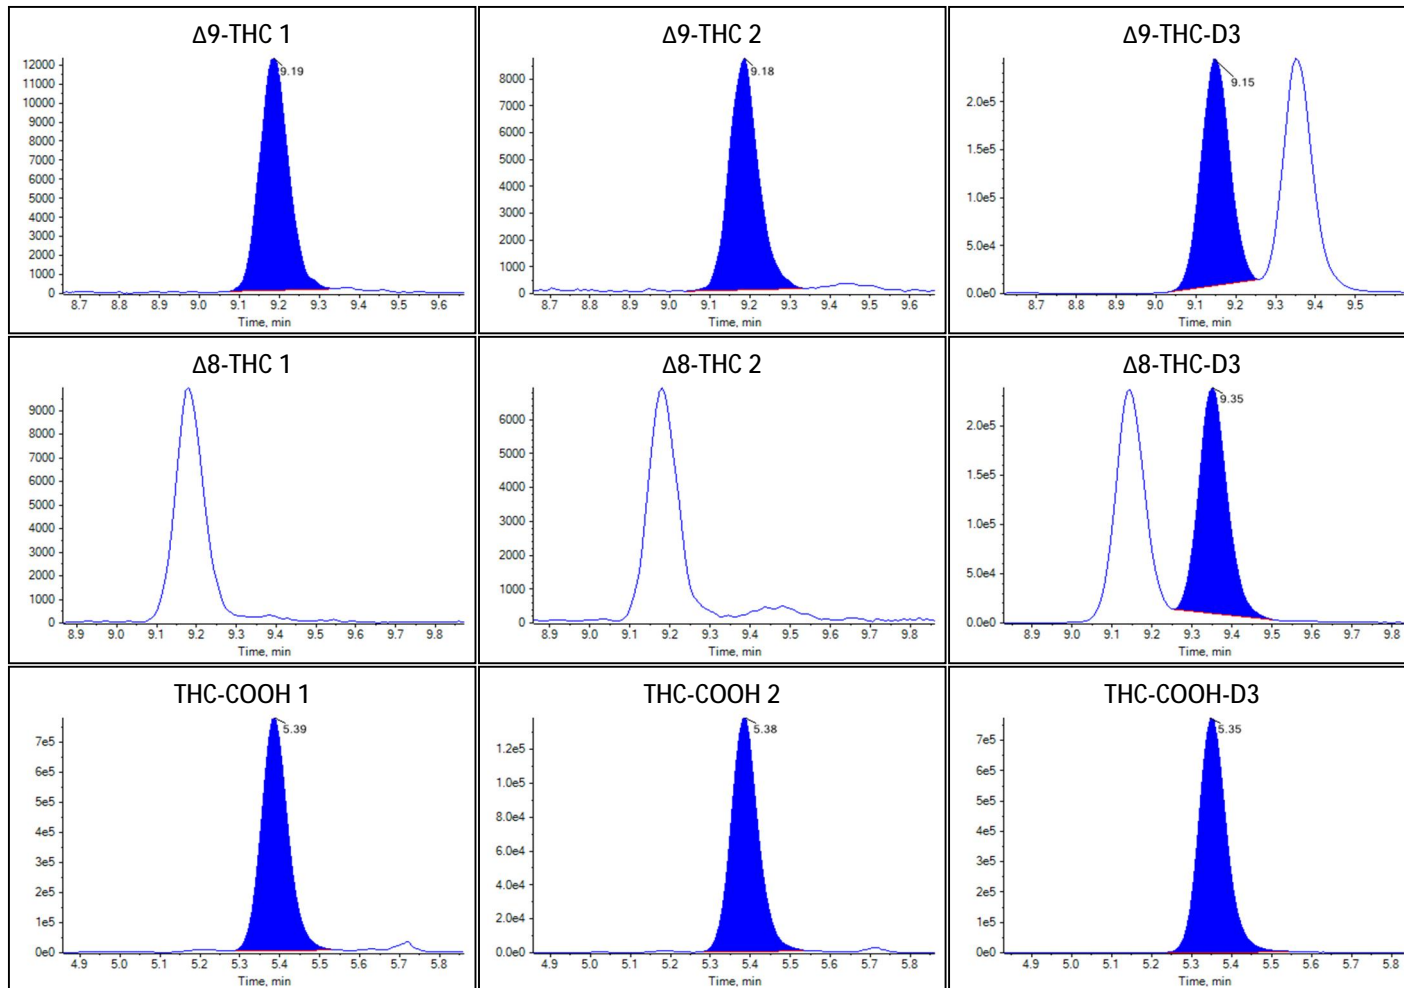 Δ9-THC 1
12000
11000
10000
9000
8000
7000
6000
5000
4000
3000
2000
1000
0
9.19
8.7 8.8 8.9 9.0 9.1 9.2 9.3 9.4 9.5 9.6
Time, min
Δ9-THC 2
8000
7000
6000
5000
4000
3000
2000
1000
0
9.18
8.7 8.8 8.9 9.0 9.1 9.2 9.3 9.4 9.5 9.6
Time, min
Δ9-THC-D3
2.0e5
1.5e5
1.0e5
5.0e4
0.0e0
9.15
8.7 8.8 8.9 9.0 9.1 9.2 9.3 9.4 9.5
Time, min
Δ8-THC 1
9000
8000
7000
6000
5000
4000
3000
2000
1000
0
8.9 9.0 9.1 9.2 9.3 9.4 9.5 9.6 9.7 9.8
Time, min
Δ8-THC 2
6000
5000
4000
3000
2000
1000
0
8.9 9.0 9.1 9.2 9.3 9.4 9.5 9.6 9.7 9.8
Time, min
Δ8-THC-D3
2.0e5
1.5e5
1.0e5
5.0e4
0.0e0
9.35
8.9 9.0 9.1 9.2 9.3 9.4 9.5 9.6 9.7 9.8
Time, min
THC-COOH 1
7e5
6e5
5e5
4e5
3e5
2e5
1e5
0e0
5.39
4.9 5.0 5.1 5.2 5.3 5.4 5.5 5.6 5.7 5.8
Time, min
THC-COOH 2
1.2e5
1.0e5
8.0e4
6.0e4
4.0e4
2.0e4
0.0e0
5.38
4.9 5.0 5.1 5.2 5.3 5.4 5.5 5.6 5.7 5.8
Time, min
THC-COOH-D3
7e5
6e5
5e5
4e5
3e5
2e5
1e5
0e0
5.35
4.9 5.0 5.1 5.2 5.3 5.4 5.5 5.6 5.7 5.8
Time, min